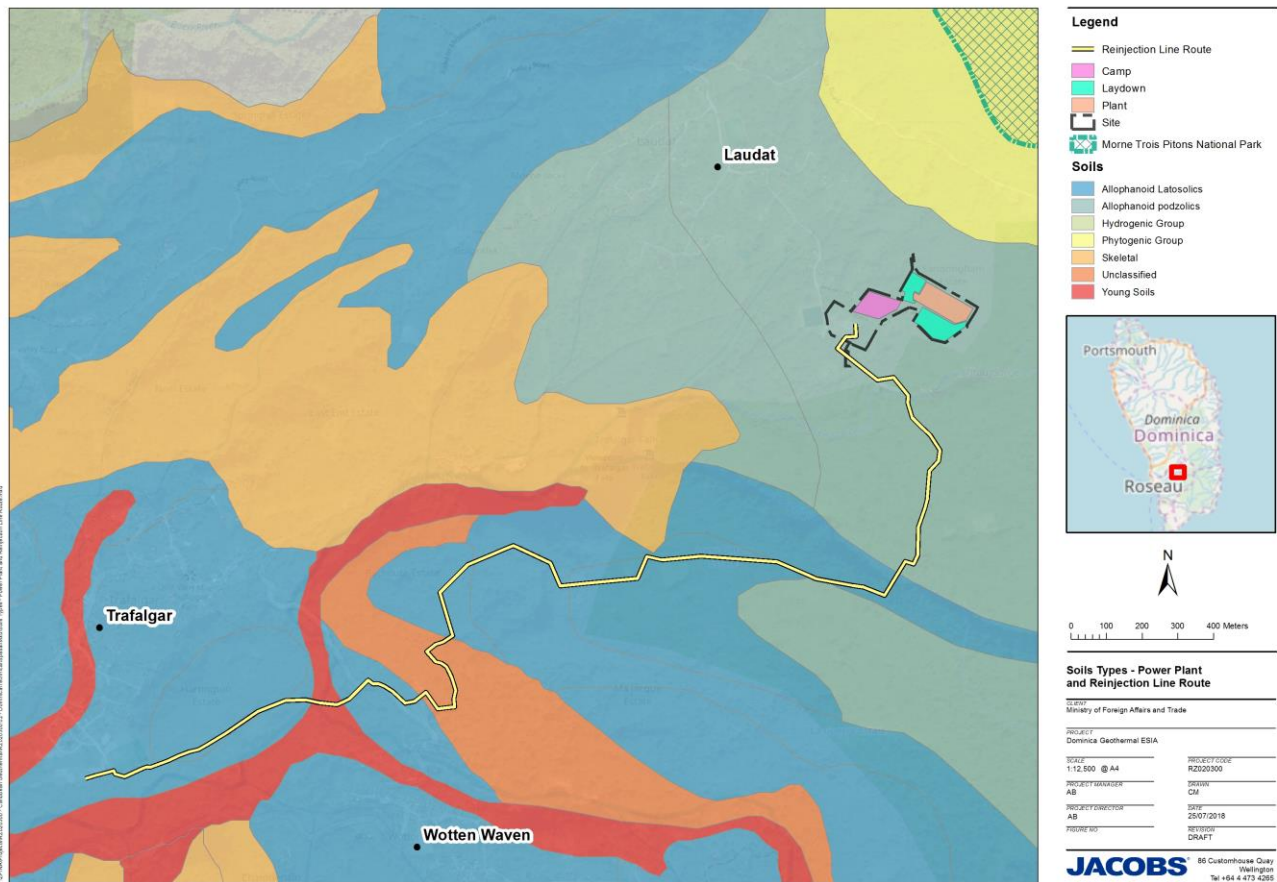 Legend
Reinjection Line Route
Camp
Laydown
Plant
Site
Morne Trois Pitons National Park
Soils
Allophanoid Latosolics
Allophanoid podzolics
Hydrogenic Group
Phytogenic Group
Skeletal
Unclassified
Young Soils
Laudat
Trafalgar
Wotten Waven
Portsmouth
Dominica
Dominica
Roseau
N
0 100 200 300 400 Meters
Soils Types - Power Plant
and Reinjection Line Route
CLIENT
Ministry of Foreign Affairs and Trade
PROJECT
Dominica Geothermal ESIA
SCALE
1:12,500 @ A4
PROJECT CODE
RZ020300
PROJECT MANAGER
AB
DRAWN
CM
PROJECT DIRECTOR
AB
DATE
25/07/2018
FIGURE NO
REVISION
DRAFT
JACOBS
86 Customhouse Quay
Wellington
Tel +64 4 473 4265